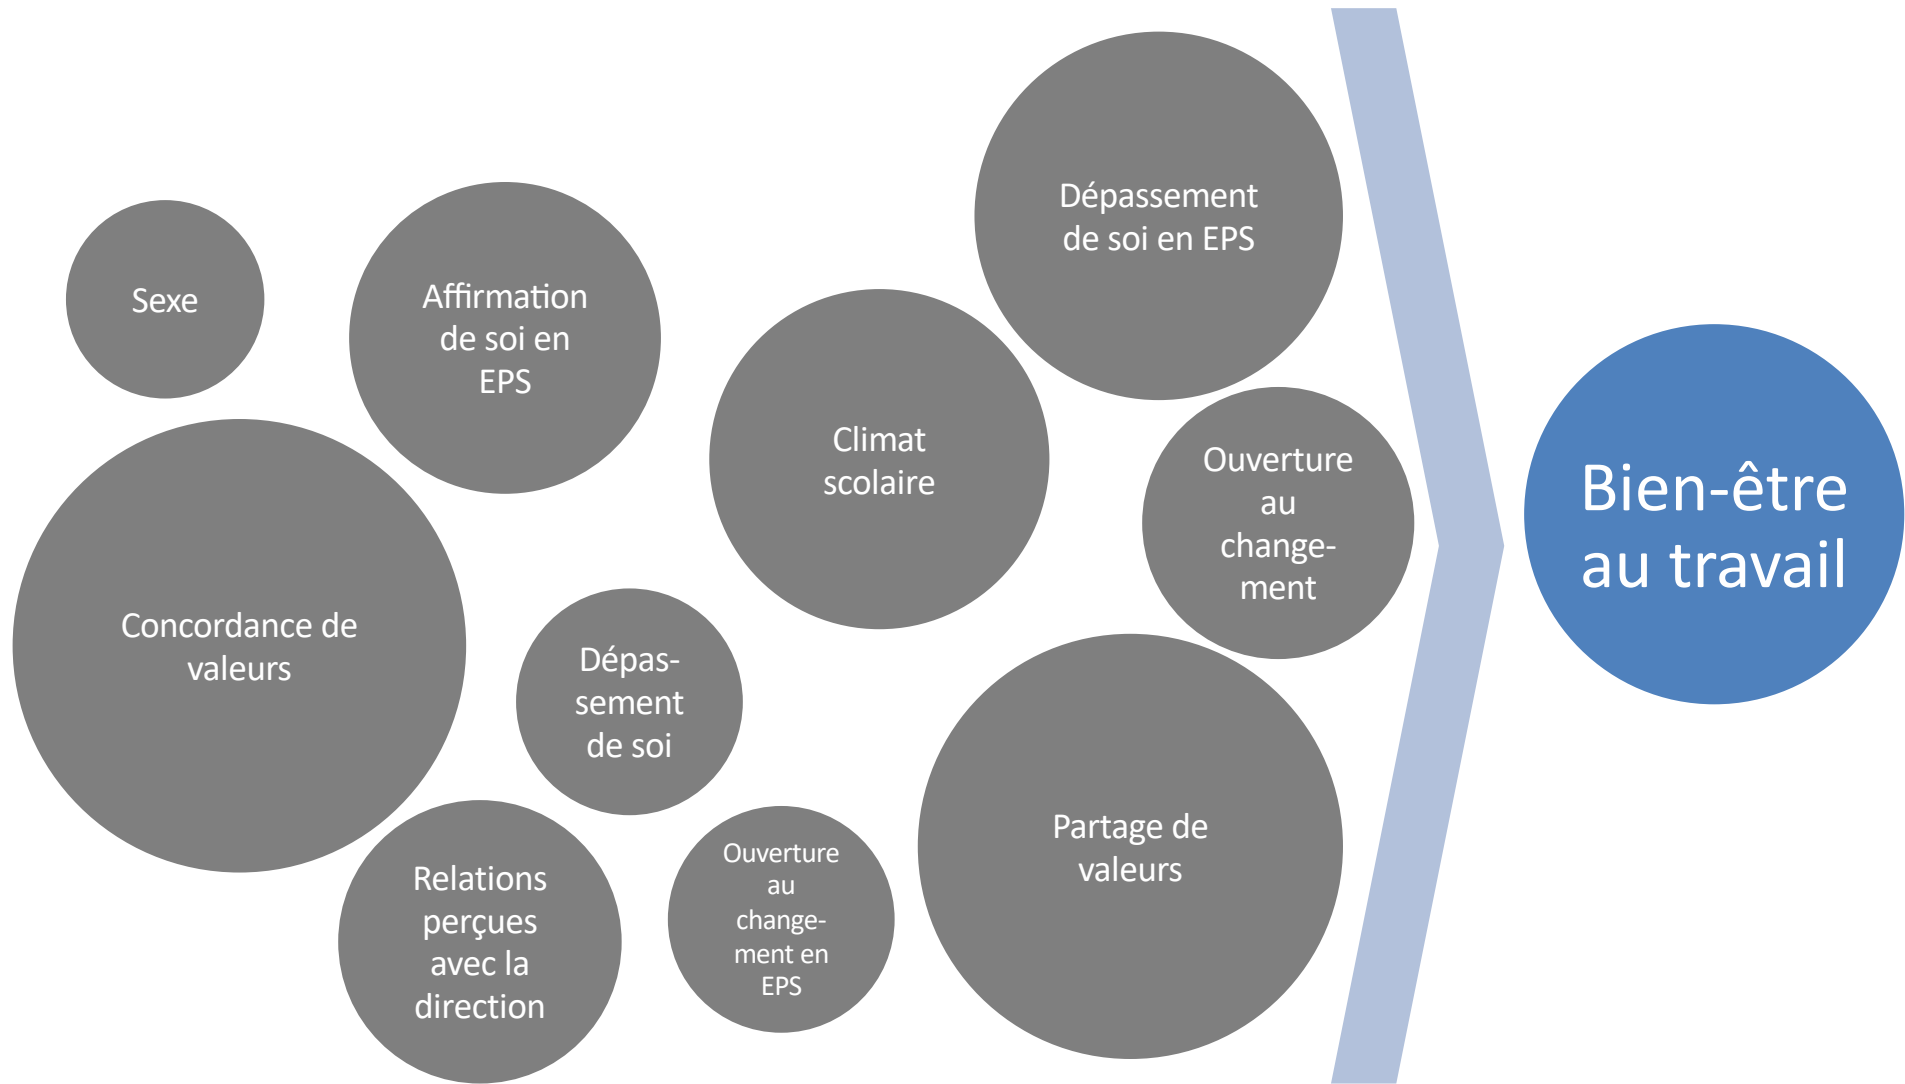 Sexe
Affirmation
de soi en
EPS
Dépassement
de soi en EPS
Climat
scolaire
Ouverture
au
change-
ment
Concordance de
valeurs
Dépas-
sement
de soi
Relations
perçues
avec la
direction
Ouverture
au
change-
ment en
EPS
Partage de
valeurs
Bien-être
au travail